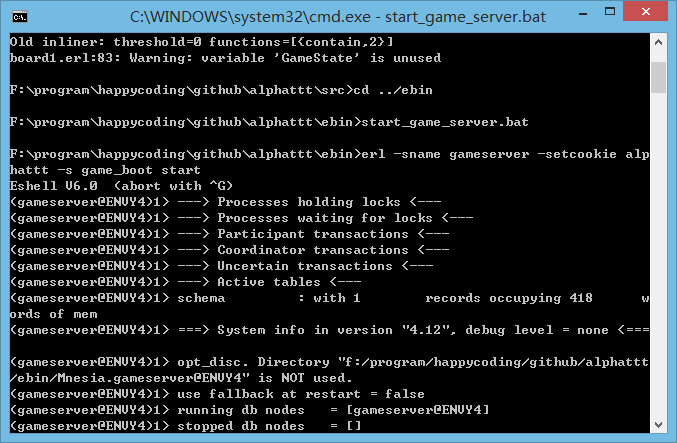 C:\WINDOWS\system32\cmd.exe - start_game_server.bat
Old inliner: threshold=0 functions=[{contain,2}]
board1.erl:83: Warning: variable 'GameState' is unused
F:\program\happycoding\github\alphattt\src>cd ../ebin
F:\program\happycoding\github\alphattt\ebin>start_game_server.bat
F:\program\happycoding\github\alphattt\ebin>erl -sname gameserver -setcookie alp
hattt -s game_boot start
Eshell V6.0  (abort with ^G)
(gameserver@ENVY4)1> ---> Processes holding locks <---
(gameserver@ENVY4)1> ---> Processes waiting for locks <---
(gameserver@ENVY4)1> ---> Participant transactions <---
(gameserver@ENVY4)1> ---> Coordinator transactions <---
(gameserver@ENVY4)1> ---> Uncertain transactions <---
(gameserver@ENVY4)1> ---> Active tables <---
(gameserver@ENVY4)1> schema         : with 1        records occupying 418      w
ords of mem
(gameserver@ENVY4)1> ===> System info in version "4.12", debug level = none <===
(gameserver@ENVY4)1> opt_disc. Directory "f:/program/happycoding/github/alphattt
/ebin/Mnesia.gameserver@ENVY4" is NOT used.
(gameserver@ENVY4)1> use fallback at restart = false
(gameserver@ENVY4)1> running db nodes   = [gameserver@ENVY4]
(gameserver@ENVY4)1> stopped db nodes   = []